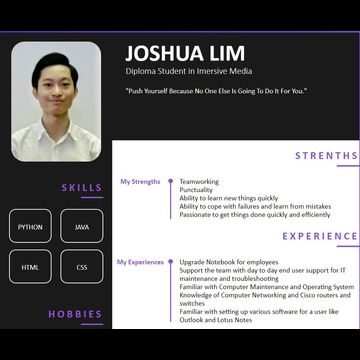 JOSHUA LIM
Diploma Student in Imersive Media
"Push Yourself Because No One Else Is Going To Do It For You."
SKILLS
PYTHON
JAVA
HTML
CSS
HOBBIES
STRENTHS
My Strengths
Teamworking
Punctuality
Ability to learn new things quickly
Ability to cope with failures and learn from mistakes
Passionate to get things done quickly and efficiently
EXPERIENCE
My Experiences
Upgrade Notebook for employees
Support the team with day to day end user support for IT
maintenance and troubleshooting
Familiar with Computer Maintenance and Operating System
Knowledge of Computer Networking and Cisco routers and
switches
Familiar with setting up various software for a user like
Outlook and Lotus Notes